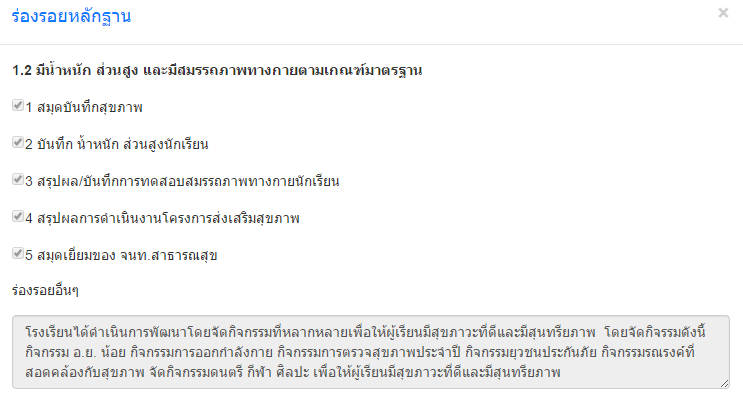 ร่องรอยหลักฐาน
×
1.2 มีน้ำหนัก ส่วนสูง และมีสมรรถภาพทางกายตามเกณฑ์มาตรฐาน
1 สมุดบันทึกสุขภาพ
2 บันทึก น้ำหนัก ส่วนสูงนักเรียน
3 สรุปผล/บันทึกการทดสอบสมรรถภาพทางกายนักเรียน
4 สรุปผลการดำเนินงานโครงการส่งเสริมสุขภาพ
5 สมุดเยี่ยมของ จนท.สาธารณสุข
ร่องรอยอื่นๆ
โรงเรียนได้ดำเนินการพัฒนาโดยจัดกิจกรรมที่หลากหลายเพื่อให้ผู้เรียนมีสุขภาวะที่ดีและมีสุนทรียภาพ โดยจัดกิจกรรมดังนี้
กิจกรรม อ.ย. น้อย กิจกรรมการออกกำลังกาย กิจกรรมการตรวจสุขภาพประจำปี กิจกรรมยุวชนประกันภัย กิจกรรมรณรงค์ที่
สอดคล้องกับสุขภาพ จัดกิจกรรมดนตรี กีฬา ศิลปะ เพื่อให้ผู้เรียนมีสุขภาวะที่ดีและมีสุนทรียภาพ